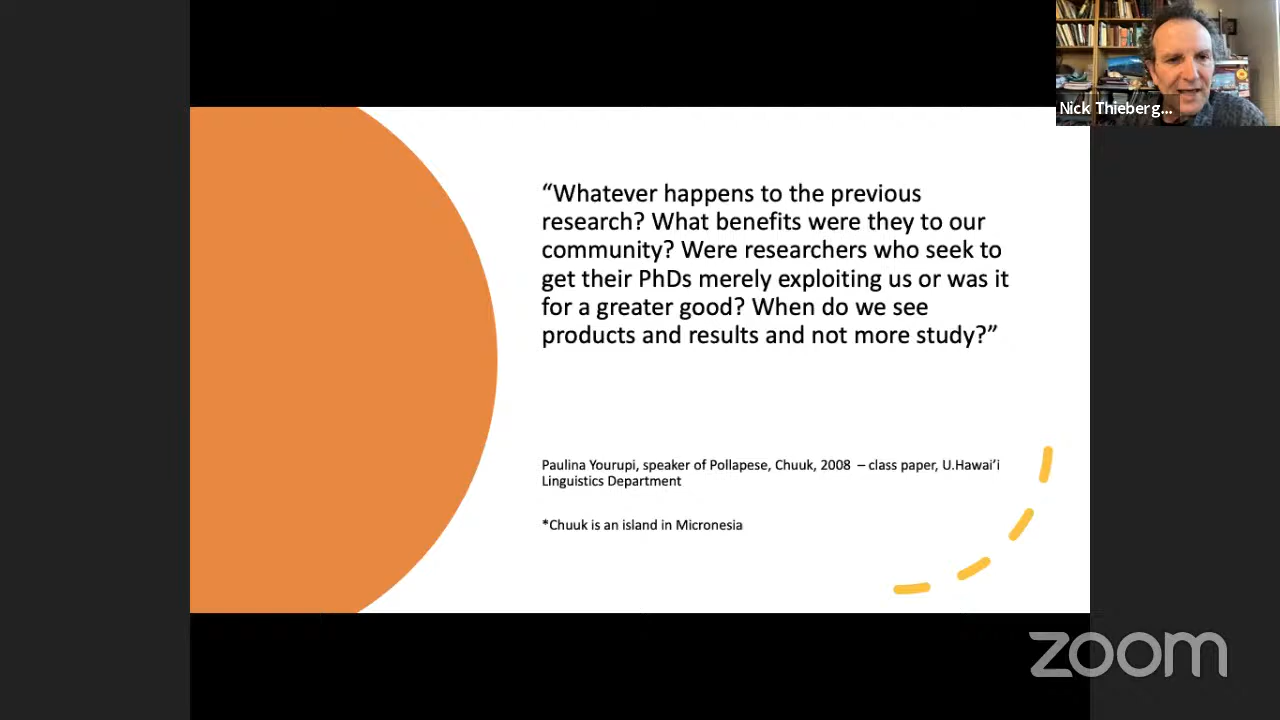 Nick Thieberg...
“Whatever happens to the previous
research? What benefits were they to our
community? Were researchers who seek to
get their PhDs merely exploiting us or was it
for a greater good? When do we see
products and results and not more study?”
Paulina Yourupi, speaker of Pollapese, Chuuk, 2008 – class paper, U.Hawai’i
Linguistics Department
*Chuuk is an island in Micronesia
zoom